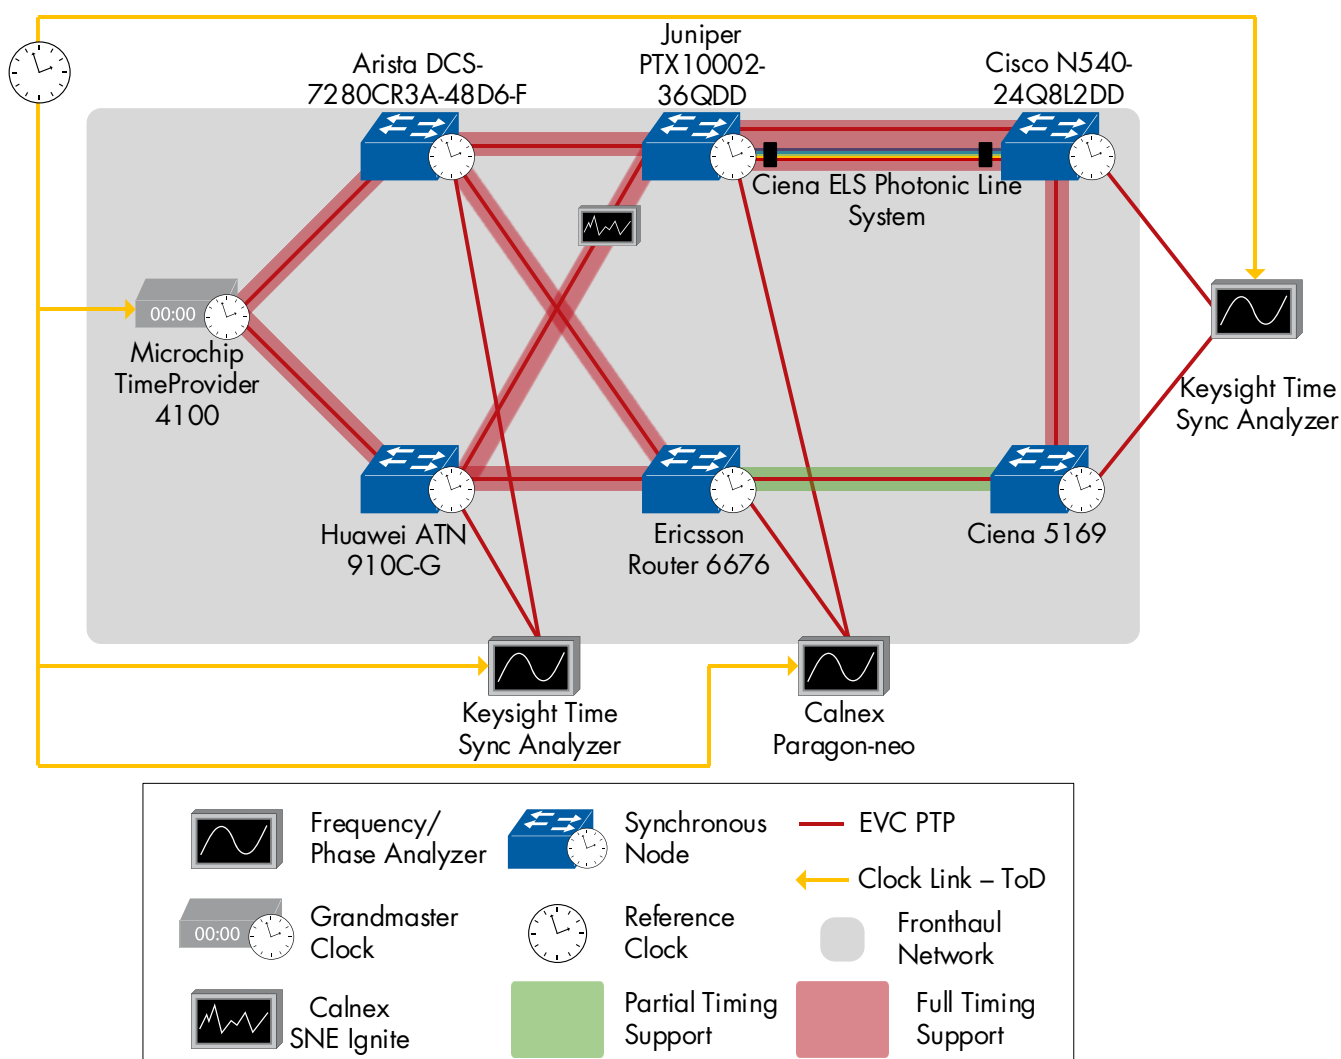 Arista DCS-
7280CR3A-48D6-F
Juniper
PTX10002-
36QDD
Cisco N540-
24Q8L2DD
Ciena ELS Photonic Line
System
00:00
Microchip
TimeProvider
4100
Keysight Time
Sync Analyzer
Huawei ATN
910C-G
Ericsson
Router 6676
Ciena 5169
Keysight Time
Sync Analyzer
Calnex
Paragon-neo
Frequency/
Phase Analyzer
Synchronous
Node
EVC PTP
Clock Link – ToD
00:00
Grandmaster
Clock
Reference
Clock
Fronthaul
Network
Calnex
SNE Ignite
Partial Timing
Support
Full Timing
Support